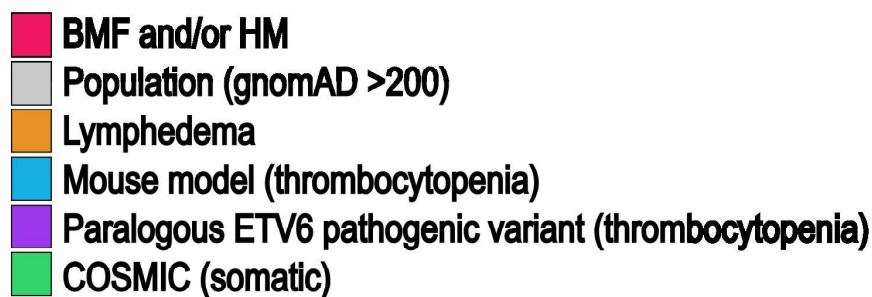 BMF and/or HM
Population (gnomAD >200)
Lymphedema
Mouse model (thrombocytopenia)
Paralogous ETV6 pathogenic variant (thrombocytopenia)
COSMIC (somatic)